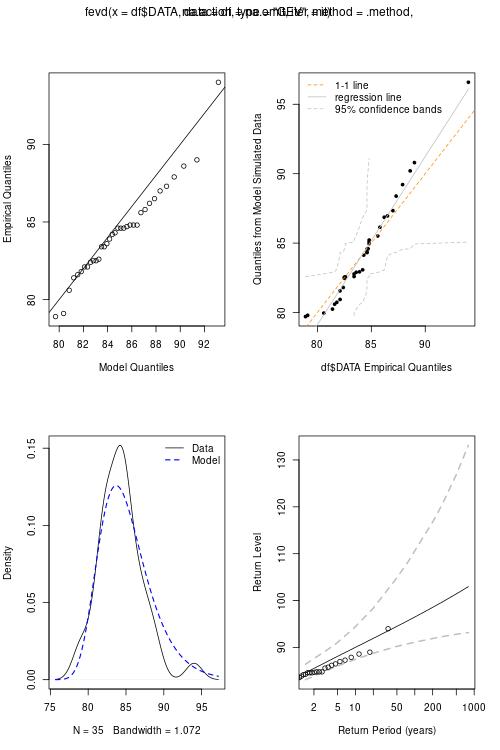 fevd(x = df$DATA, data = df, type = "GEV", method = .method,
90
85
80
80 82 84 86 88 90 92
Empirical Quantiles
Model Quantiles
1-1 line
regression line
95% confidence bands
95
90
85
80
80 85 90
Quantiles from Model Simulated Data
df$DATA Empirical Quantiles
Data
Model
0.15
0.10
0.05
0.00
75 80 85 90 95
Density
N = 35 Bandwidth = 1.072
130
120
110
100
90
2 5 10 50 200 1000
Return Level
Return Period (years)